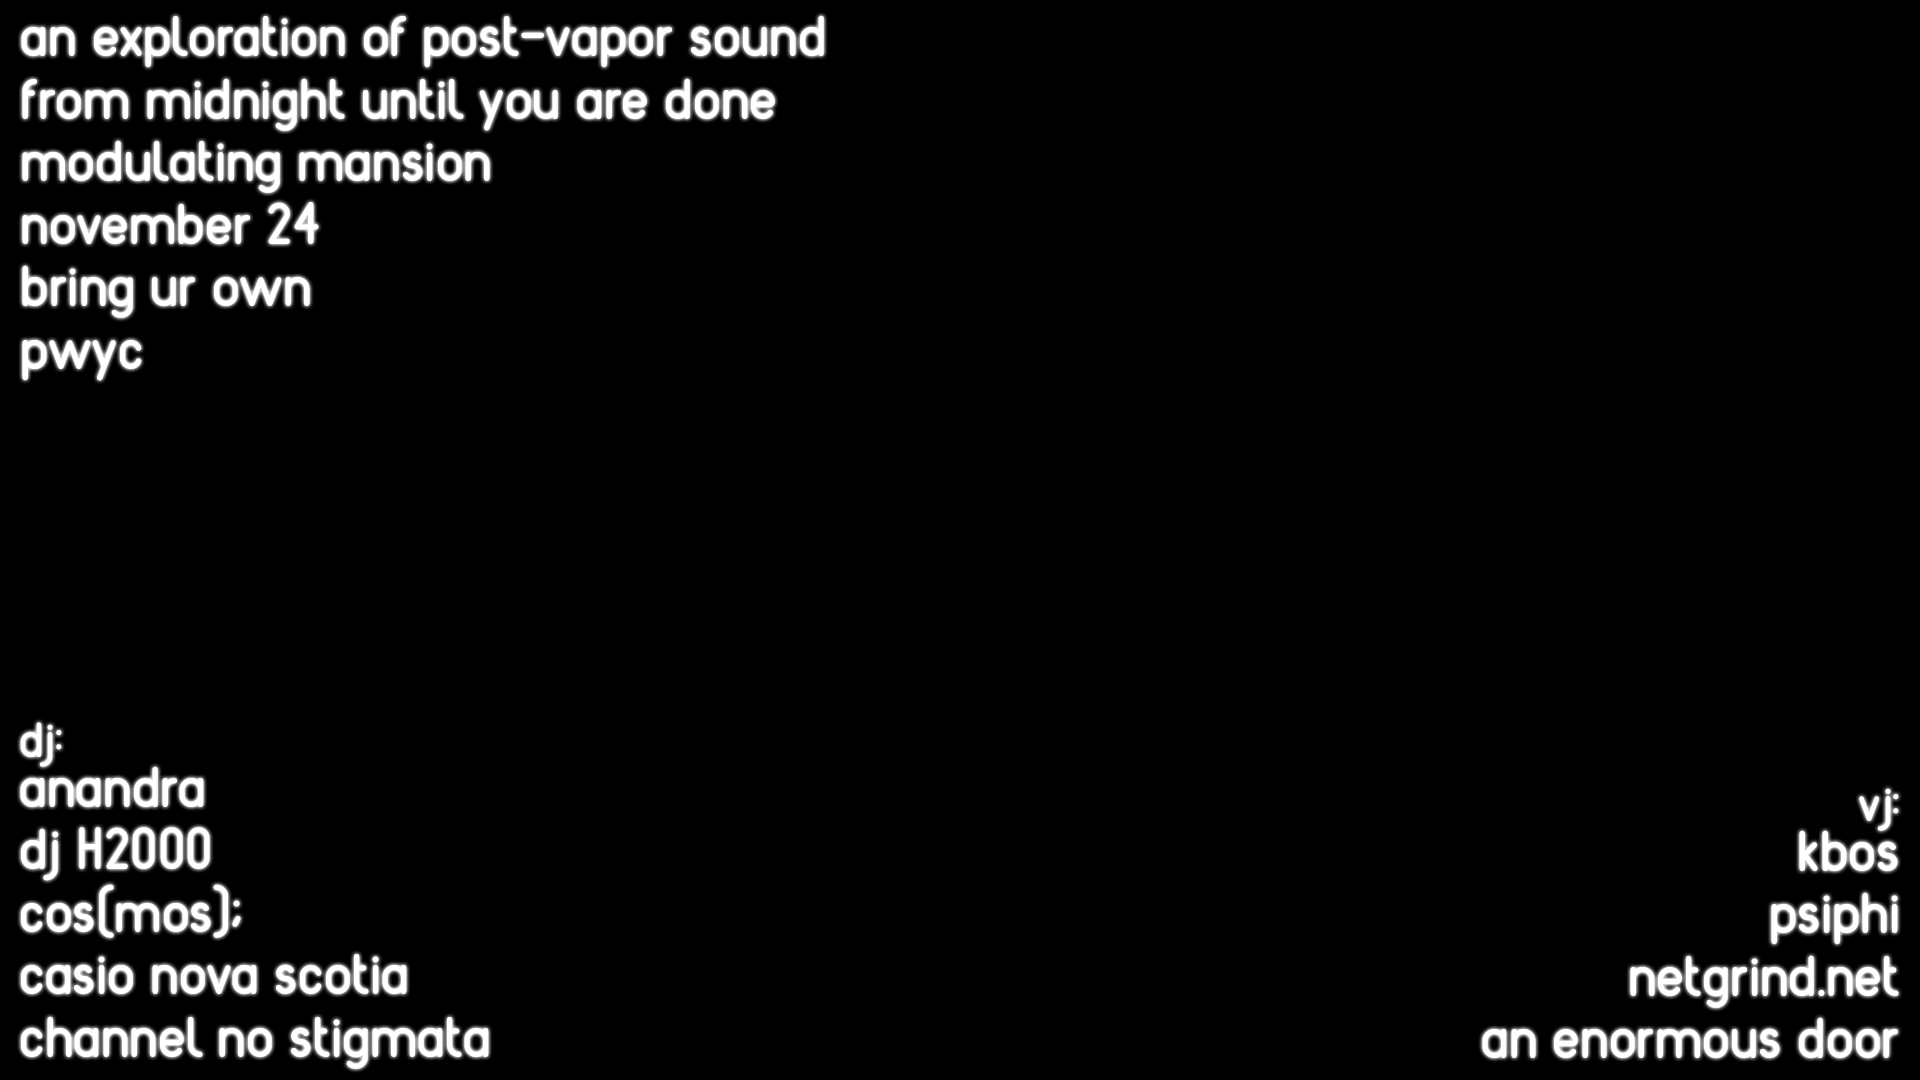 an exploration of post-vapor sound
from midnight until you are done
modulating mansion
november 24
bring ur own
pwyc
dj:
anandra
dj H2000
cos(mos);
casio nova scotia
channel no stigmata
vj:
kbos
psiphi
netgrind.net
an enormous door